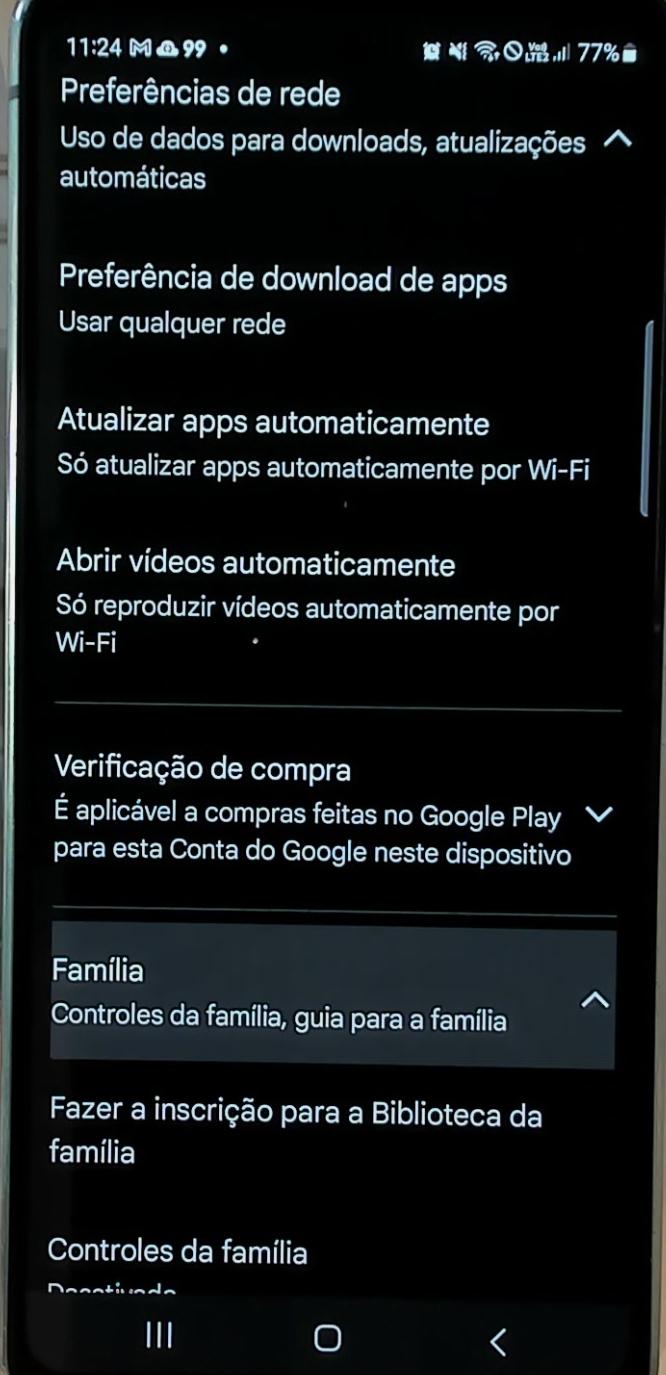 11:24 M 99
Vo)) LTE2 77%
Preferências de rede
Uso de dados para downloads, atualizações
automáticas
Preferência de download de apps
Usar qualquer rede
Atualizar apps automaticamente
Só atualizar apps automaticamente por Wi-Fi
Abrir vídeos automaticamente
Só reproduzir vídeos automaticamente por
Wi-Fi
Verificação de compra
É aplicável a compras feitas no Google Play
para esta Conta do Google neste dispositivo
Família
Controles da família, guia para a família
Fazer a inscrição para a Biblioteca da
família
Controles da família